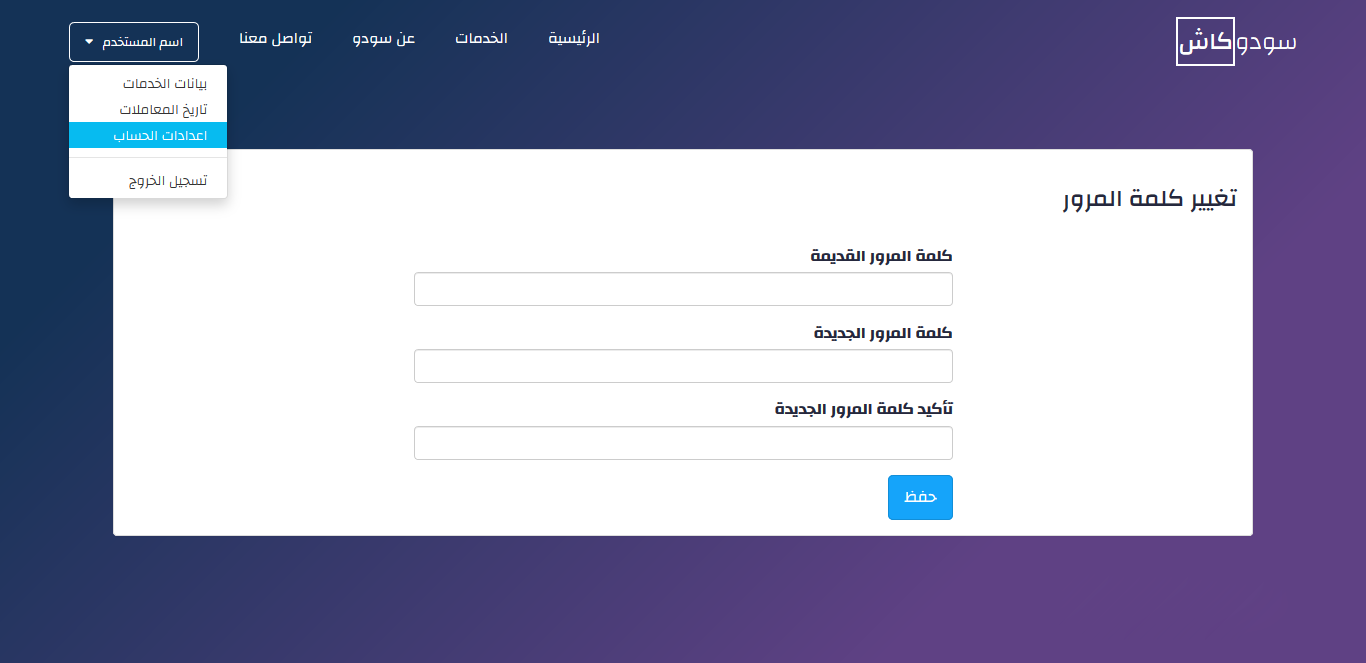 سودوكاش
الرئيسية
الخدمات
عن سودو
تواصل معنا
اسم المستخدم
بيانات الخدمات
تاريخ المعاملات
اعدادات الحساب
تسجيل الخروج
تغيير كلمة المرور
كلمة المرور القديمة
كلمة المرور الجديدة
تأكيد كلمة المرور الجديدة
حفظ